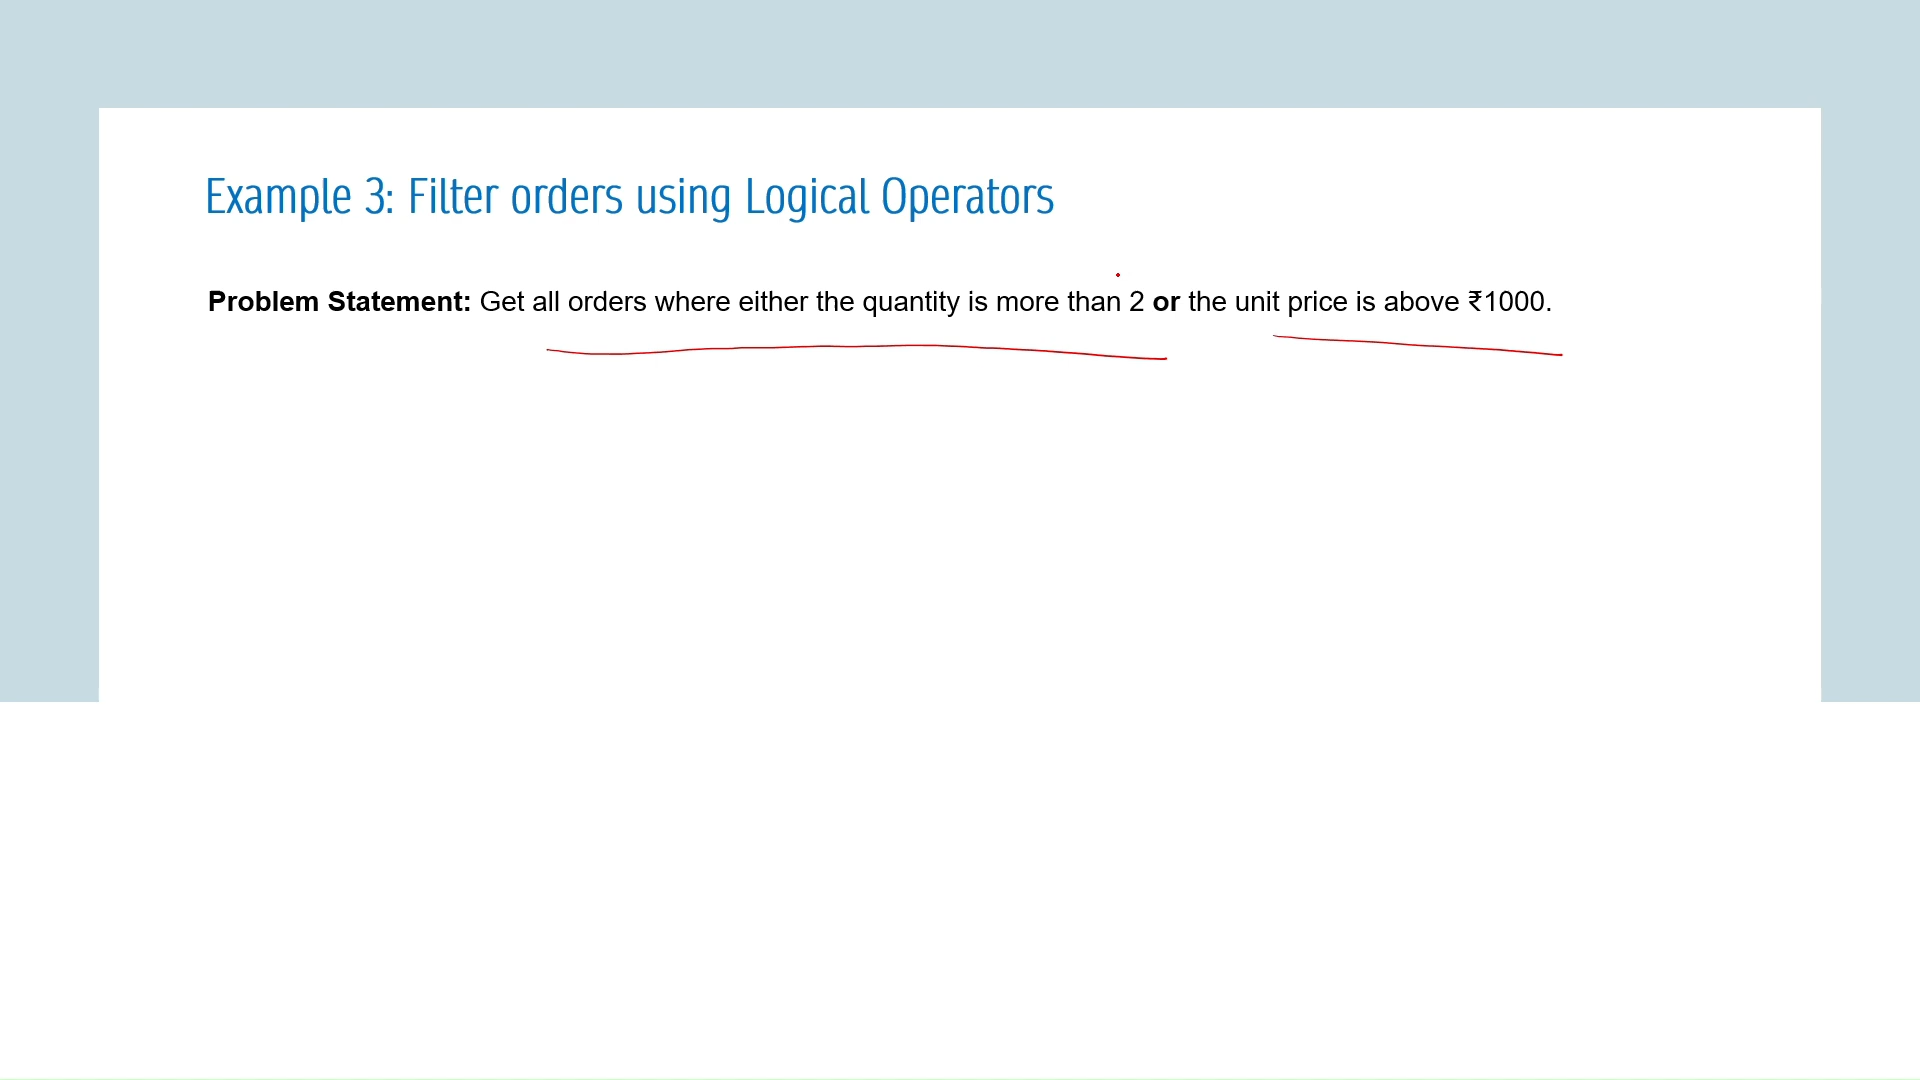 Example 3: Filter orders using Logical Operators
Problem Statement: Get all orders where either the quantity is more than 2 or the unit price is above ₹1000.